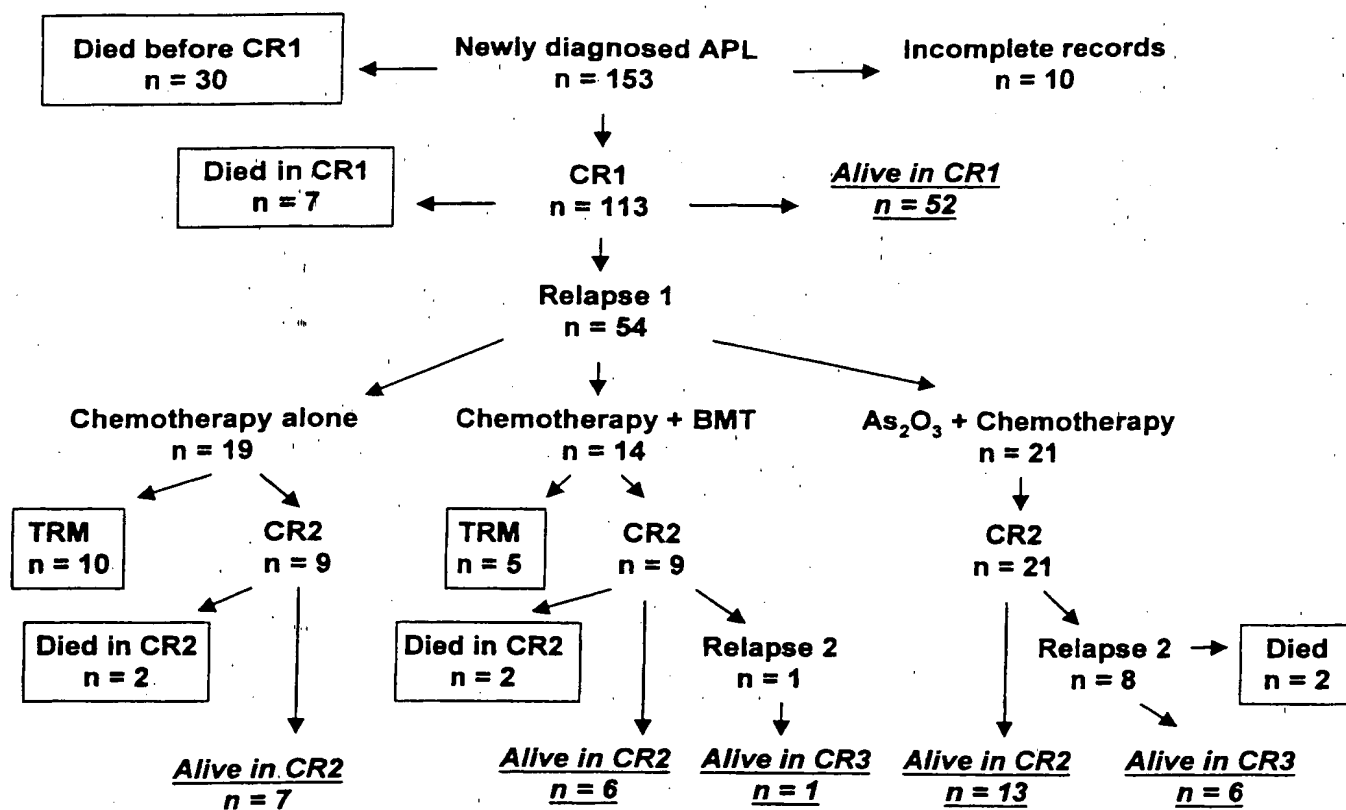 Died before CR1
n = 30
Newly diagnosed APL
n = 153
Incomplete records
n = 10
Died in CR1
n = 7
CR1
n = 113
Alive in CR1
n = 52
Relapse 1
n = 54
Chemotherapy alone
n = 19
Chemotherapy + BMT
n = 14
As₂O₃ + Chemotherapy
n = 21
TRM
n = 10
CR2
n = 9
TRM
n = 5
CR2
n = 9
CR2
n = 21
Died in CR2
n = 2
Died in CR2
n = 2
Relapse 2
n = 1
Relapse 2
n = 8
Died
n = 2
Alive in CR2
n = 7
Alive in CR2
n = 6
Alive in CR3
n = 1
Alive in CR2
n = 13
Alive in CR3
n = 6